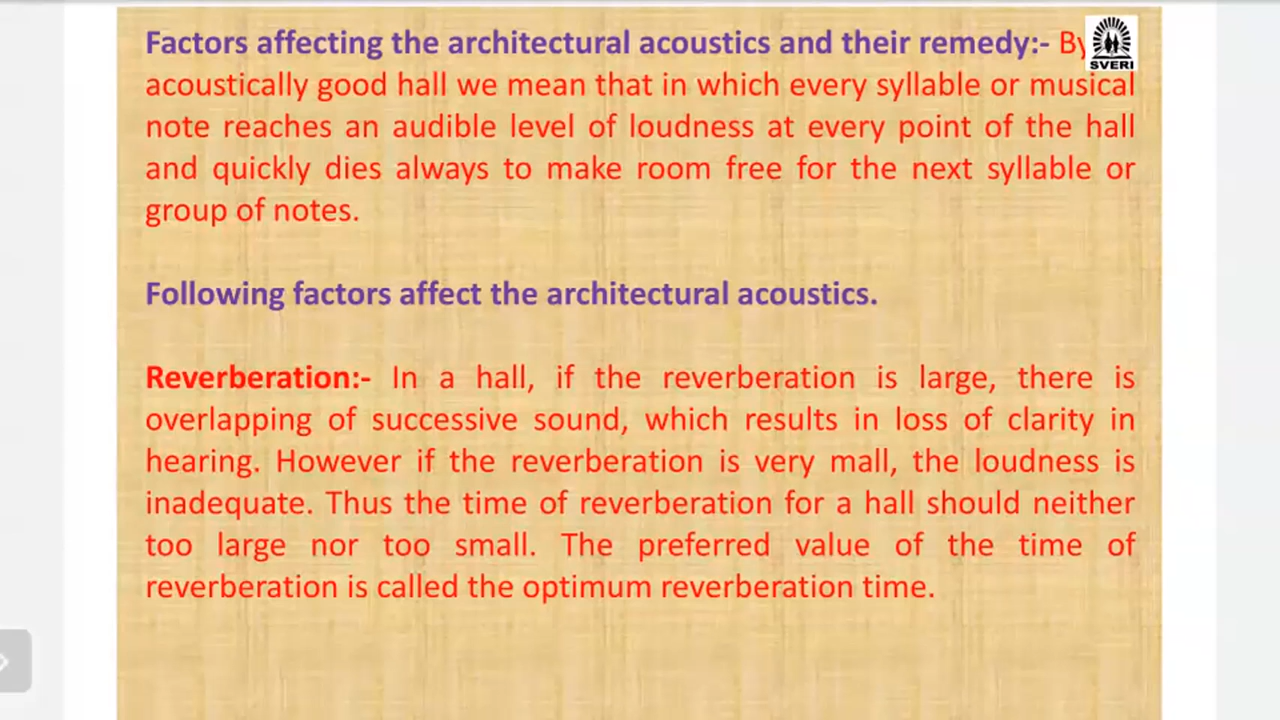 Factors affecting the architectural acoustics and their remedy:- By
SVERI
acoustically good hall we mean that in which every syllable or musical
note reaches an audible level of loudness at every point of the hall
and quickly dies always to make room free for the next syllable or
group of notes.
Following factors affect the architectural acoustics.
Reverberation:- In a hall, if the reverberation is large, there is
overlapping of successive sound, which results in loss of clarity in
hearing. However if the reverberation is very mall, the loudness is
inadequate. Thus the time of reverberation for a hall should neither
too large nor too small. The preferred value of the time of
reverberation is called the optimum reverberation time.